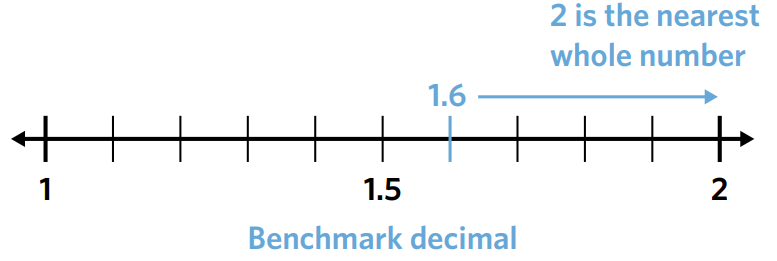 2 is the nearest
whole number
1.6
1
1.5
2
Benchmark decimal